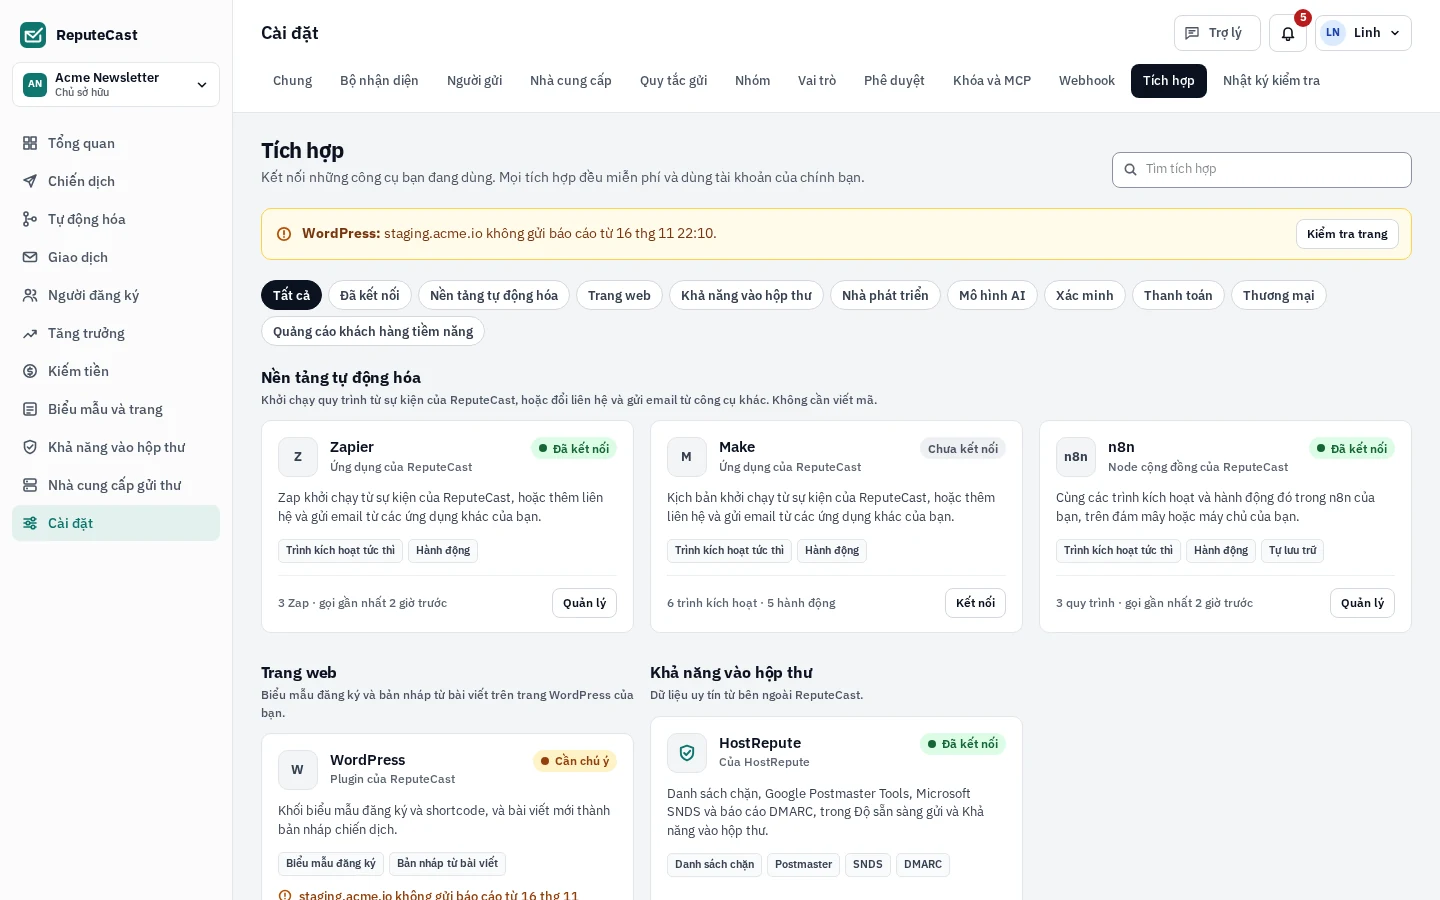 ReputeCast
AN
Acme Newsletter
Chủ sở hữu
Tổng quan
Chiến dịch
Tự động hóa
Giao dịch
Người đăng ký
Tăng trưởng
Kiếm tiền
Biểu mẫu và trang
Khả năng vào hộp thư
Nhà cung cấp gửi thư
Cài đặt
Cài đặt
Trợ lý
5
LN
Linh
Chung
Bộ nhận diện
Người gửi
Nhà cung cấp
Quy tắc gửi
Nhóm
Vai trò
Phê duyệt
Khóa và MCP
Webhook
Tích hợp
Nhật ký kiểm tra
Tích hợp
Kết nối những công cụ bạn đang dùng. Mọi tích hợp đều miễn phí và dùng tài khoản của chính bạn.
Tìm tích hợp
WordPress: staging.acme.io không gửi báo cáo từ 16 thg 11 22:10.
Kiểm tra trang
Tất cả
Đã kết nối
Nền tảng tự động hóa
Trang web
Khả năng vào hộp thư
Nhà phát triển
Mô hình AI
Xác minh
Thanh toán
Thương mại
Quảng cáo khách hàng tiềm năng
Nền tảng tự động hóa
Khởi chạy quy trình từ sự kiện của ReputeCast, hoặc đổi liên hệ và gửi email từ công cụ khác. Không cần viết mã.
Z
Zapier
Ứng dụng của ReputeCast
Đã kết nối
Zap khởi chạy từ sự kiện của ReputeCast, hoặc thêm liên
hệ và gửi email từ các ứng dụng khác của bạn.
Trình kích hoạt tức thì
Hành động
3 Zap · gọi gần nhất 2 giờ trước
Quản lý
M
Make
Ứng dụng của ReputeCast
Chưa kết nối
Kịch bản khởi chạy từ sự kiện của ReputeCast, hoặc thêm
liên hệ và gửi email từ các ứng dụng khác của bạn.
Trình kích hoạt tức thì
Hành động
6 trình kích hoạt · 5 hành động
Kết nối
n8n
n8n
Node cộng đồng của ReputeCast
Đã kết nối
Cùng các trình kích hoạt và hành động đó trong n8n của
bạn, trên đám mây hoặc máy chủ của bạn.
Trình kích hoạt tức thì
Hành động
Tự lưu trữ
3 quy trình · gọi gần nhất 2 giờ trước
Quản lý
Trang web
Biểu mẫu đăng ký và bản nháp từ bài viết trên trang WordPress của
bạn.
W
WordPress
Plugin của ReputeCast
Cần chú ý
Khối biểu mẫu đăng ký và shortcode, và bài viết mới thành
bản nháp chiến dịch.
Biểu mẫu đăng ký
Bản nháp từ bài viết
staging.acme.io không gửi báo cáo từ 16 thg 11
Khả năng vào hộp thư
Dữ liệu uy tín từ bên ngoài ReputeCast.
HostRepute
Của HostRepute
Đã kết nối
Danh sách chặn, Google Postmaster Tools, Microsoft
SNDS và báo cáo DMARC, trong Độ sẵn sàng gửi và Khả
năng vào hộp thư.
Danh sách chặn
Postmaster
SNDS
DMARC